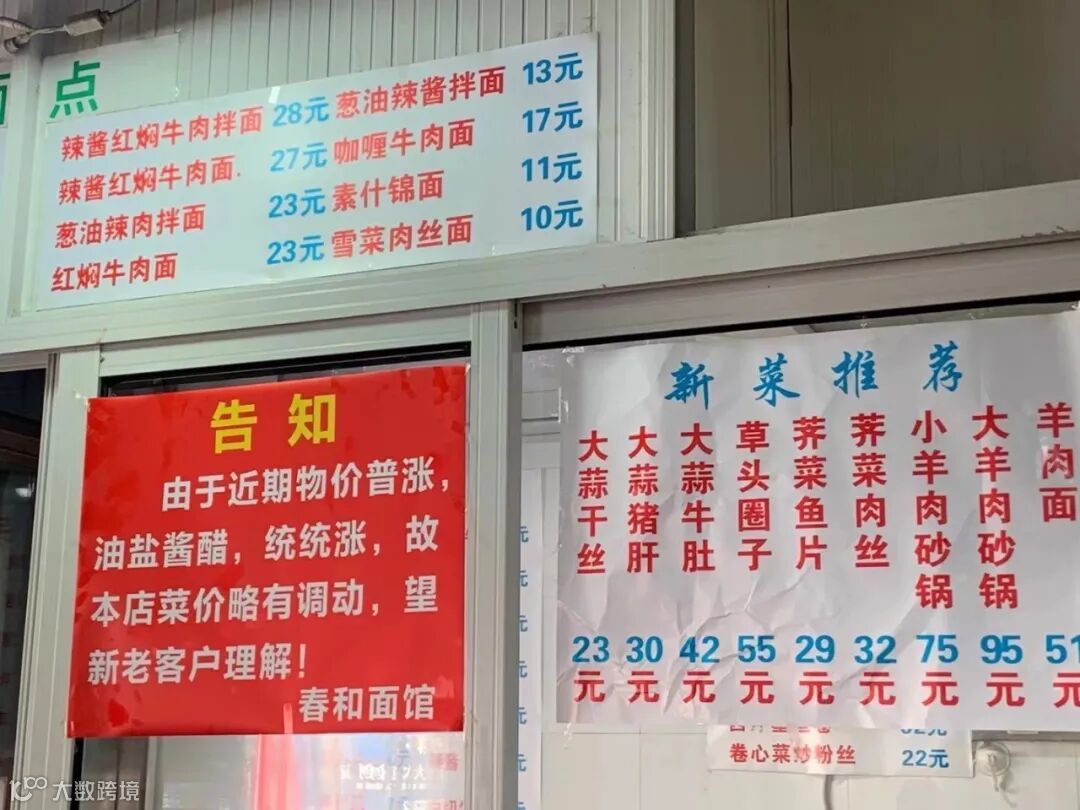 点
辣酱红焖牛肉拌面 28元 葱油辣酱拌面 13元
辣酱红焖牛肉面. 27元 咖喱牛肉面 17元
葱油辣肉拌面 23元 素什锦面 11元
红焖牛肉面 23元 雪菜肉丝面 10元
告知
由于近期物价普涨,
油盐酱醋,统统涨,故
本店菜价略有调动,望
新老客户理解!
春和面馆
新菜推荐
大蒜干丝 23元
大蒜猪肝 30元
大蒜牛肚 42元
草头圈子 55元
荠菜鱼片 29元
荠菜肉丝 32元
小羊肉砂锅 75元
大羊肉砂锅 95元
羊肉面 51元
卷心菜炒粉丝 22元
大数跨境